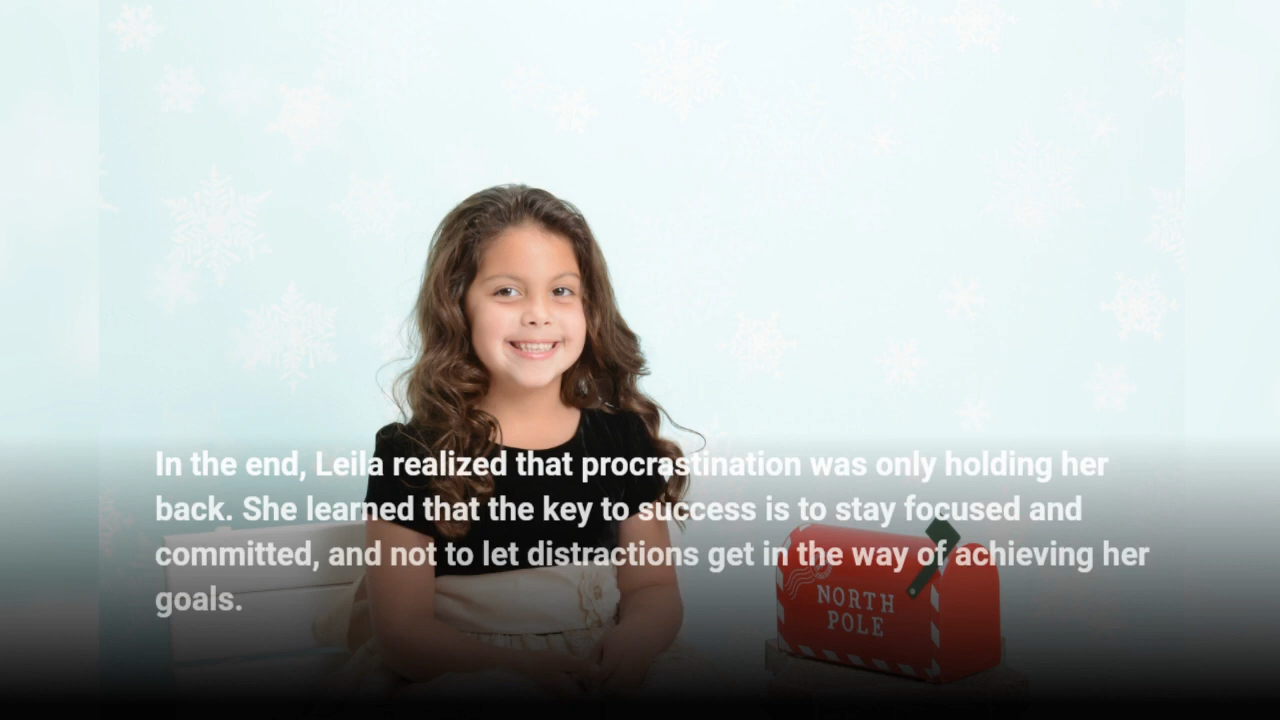 In the end, Leila realized that procrastination was only holding her
back. She learned that the key to success is to stay focused and
committed, and not to let distractions get in the way of achieving her
goals.
NORTH
POLE